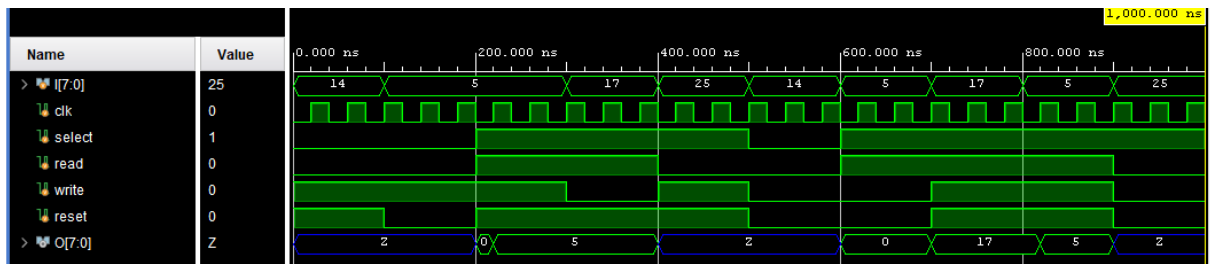 1,000.000 ns
Name Value 0.000 ns 200.000 ns 400.000 ns 600.000 ns 800.000 ns
I[7:0] 25 14 5 17 25 14 5 17 5 25
clk 0
select 1
read 0
write 0
reset 0
O[7:0] Z Z 0 5 Z 0 17 5 Z